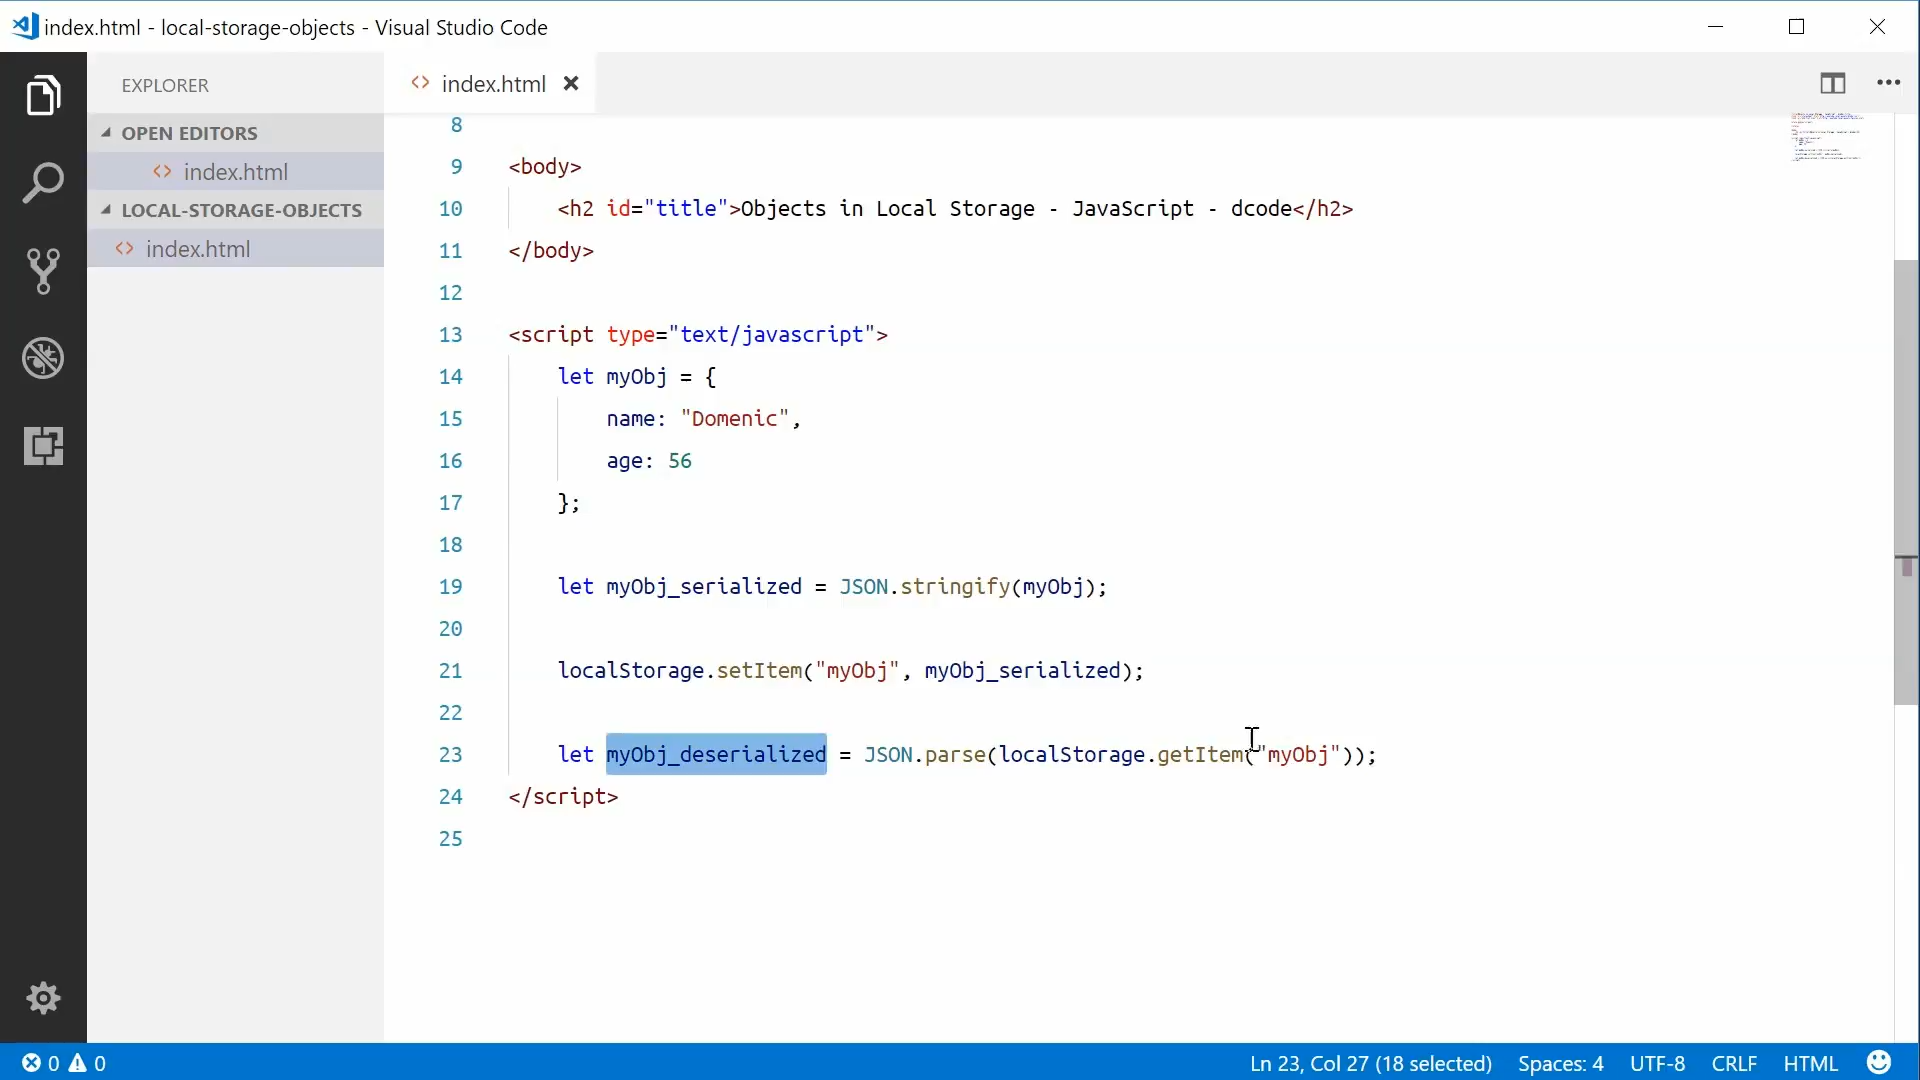 index.html - local-storage-objects - Visual Studio Code
EXPLORER
OPEN EDITORS
index.html
LOCAL-STORAGE-OBJECTS
index.html
index.html
8
9 <body>
10 <h2 id="title">Objects in Local Storage - JavaScript - dcode</h2>
11 </body>
12
13 <script type="text/javascript">
14 let myObj = {
15 name: "Domenic",
16 age: 56
17 };
18
19 let myObj_serialized = JSON.stringify(myObj);
20
21 localStorage.setItem("myObj", myObj_serialized);
22
23 let myObj_deserialized = JSON.parse(localStorage.getItem("myObj"));
24 </script>
25
0 0 Ln 23, Col 27 (18 selected) Spaces: 4 UTF-8 CRLF HTML